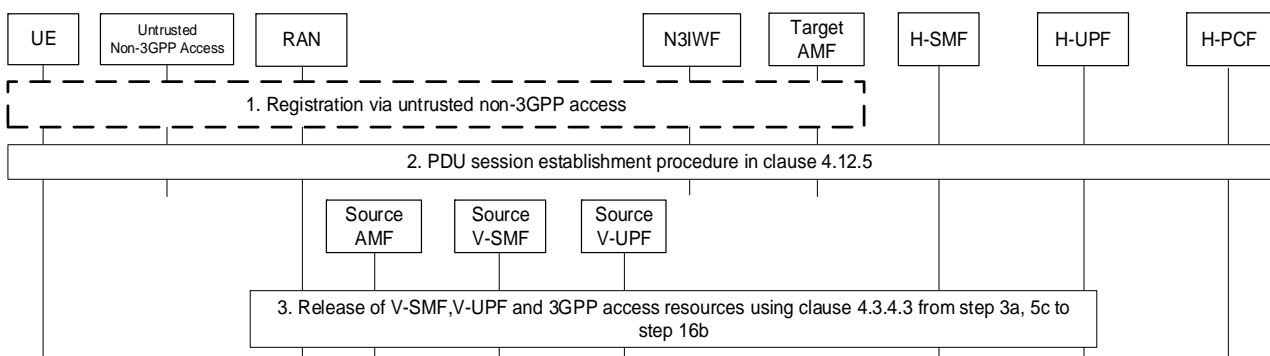 UE
Untrusted
Non-3GPP Access
RAN
N3IWF
Target
AMF
H-SMF
H-UPF
H-PCF
1. Registration via untrusted non-3GPP access
2. PDU session establishment procedure in clause 4.12.5
Source
AMF
Source
V-SMF
Source
V-UPF
3. Release of V-SMF,V-UPF and 3GPP access resources using clause 4.3.4.3 from step 3a, 5c to
step 16b